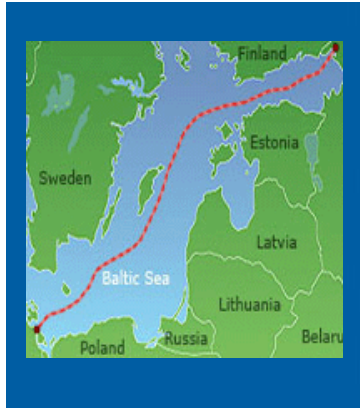 Finland
Estonia
Sweden
Latvia
Baltic Sea
Lithuania
Russia
Belaru
Poland